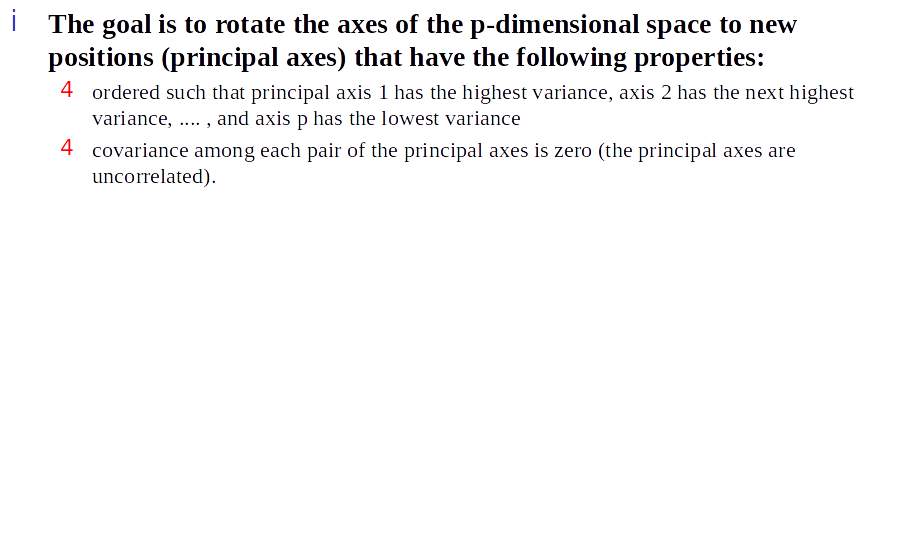 i The goal is to rotate the axes of the p-dimensional space to new
positions (principal axes) that have the following properties:
4 ordered such that principal axis 1 has the highest variance, axis 2 has the next highest
variance, .... , and axis p has the lowest variance
4 covariance among each pair of the principal axes is zero (the principal axes are
uncorrelated).